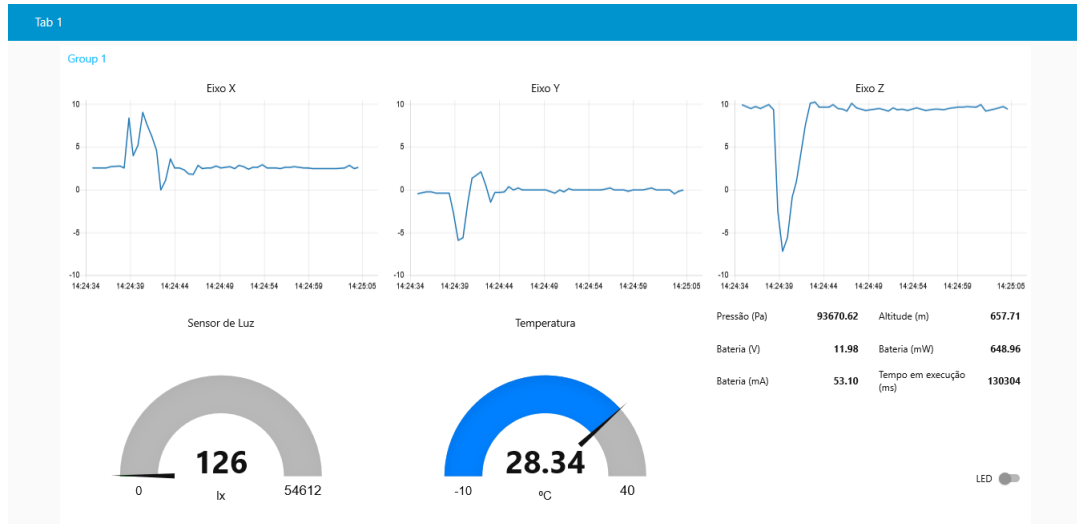 Tab 1
Group 1
Eixo X
10
5
0
-5
-10
14:24:34 14:24:39 14:24:44 14:24:49 14:24:54 14:24:59 14:25:05
Eixo Y
10
5
0
-5
-10
14:24:34 14:24:39 14:24:44 14:24:49 14:24:54 14:24:59 14:25:05
Eixo Z
10
5
0
-5
-10
14:24:34 14:24:39 14:24:44 14:24:49 14:24:54 14:24:59 14:25:05
Sensor de Luz
126
lx
0 54612
Temperatura
28.34
ºC
-10 40
Pressão (Pa) 93670.62 Altitude (m) 657.71
Bateria (V) 11.98 Bateria (mW) 648.96
Bateria (mA) 53.10 Tempo em execução
(ms) 130304
LED